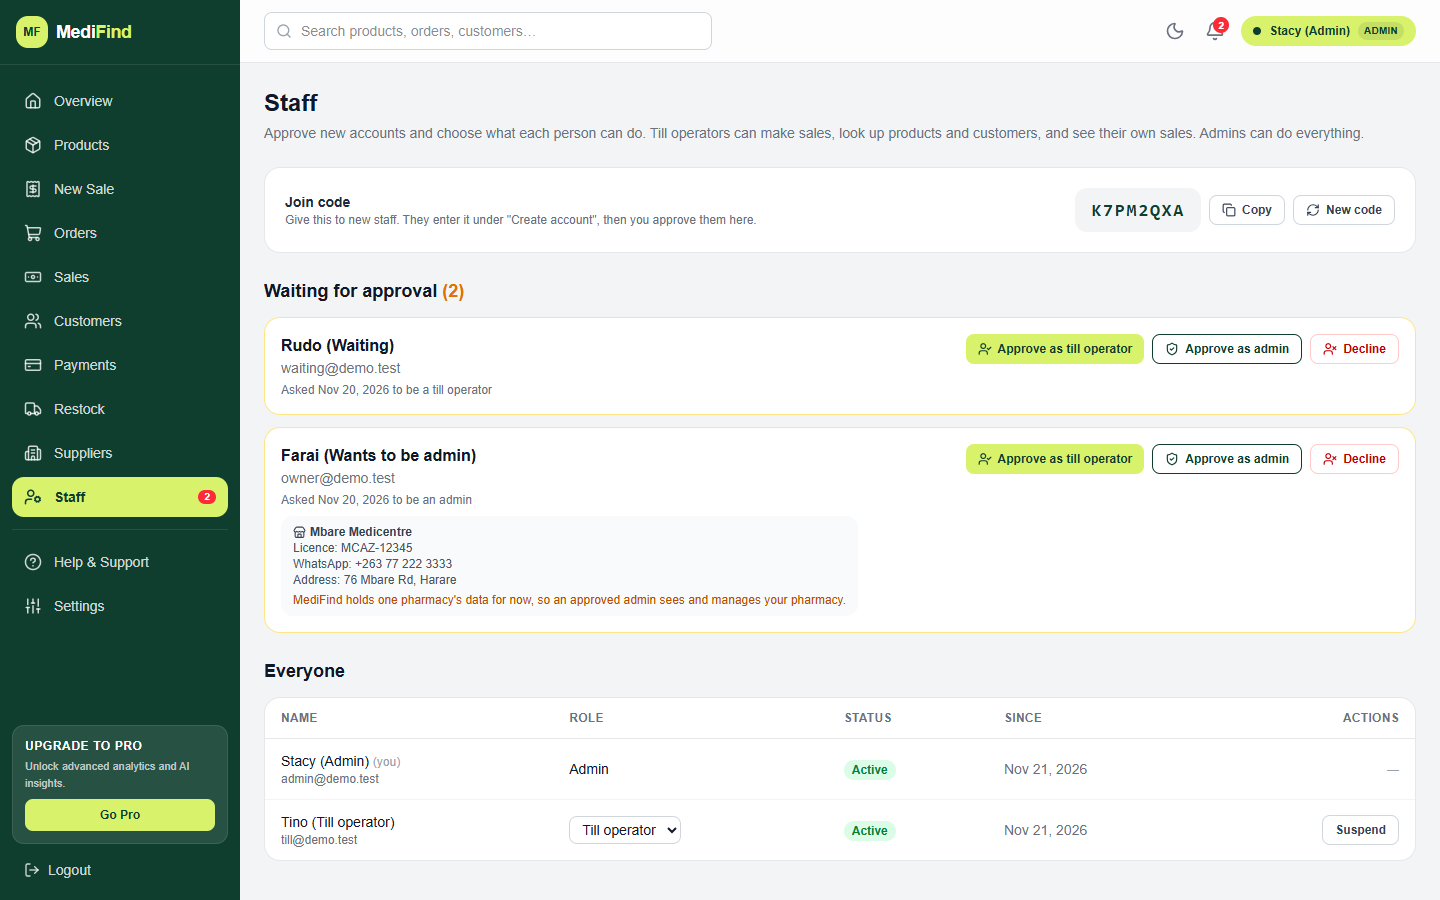 MF MediFind
Search products, orders, customers...
2
Stacy (Admin) ADMIN
Overview
Products
New Sale
Orders
Sales
Customers
Payments
Restock
Suppliers
Staff 2
Help & Support
Settings
UPGRADE TO PRO
Unlock advanced analytics and AI
insights.
Go Pro
Logout
Staff
Approve new accounts and choose what each person can do. Till operators can make sales, look up products and customers, and see their own sales. Admins can do everything.
Join code
Give this to new staff. They enter it under "Create account", then you approve them here.
K7PM2QXA Copy New code
Waiting for approval (2)
Rudo (Waiting)
waiting@demo.test
Asked Nov 20, 2026 to be a till operator
Approve as till operator Approve as admin Decline
Farai (Wants to be admin)
owner@demo.test
Asked Nov 20, 2026 to be an admin
Approve as till operator Approve as admin Decline
Mbare Medicentre
Licence: MCAZ-12345
WhatsApp: +263 77 222 3333
Address: 76 Mbare Rd, Harare
MediFind holds one pharmacy's data for now, so an approved admin sees and manages your pharmacy.
Everyone
NAME ROLE STATUS SINCE ACTIONS
Stacy (Admin) (you) Admin Active Nov 21, 2026 —
admin@demo.test
Tino (Till operator) Till operator Active Nov 21, 2026 Suspend
till@demo.test